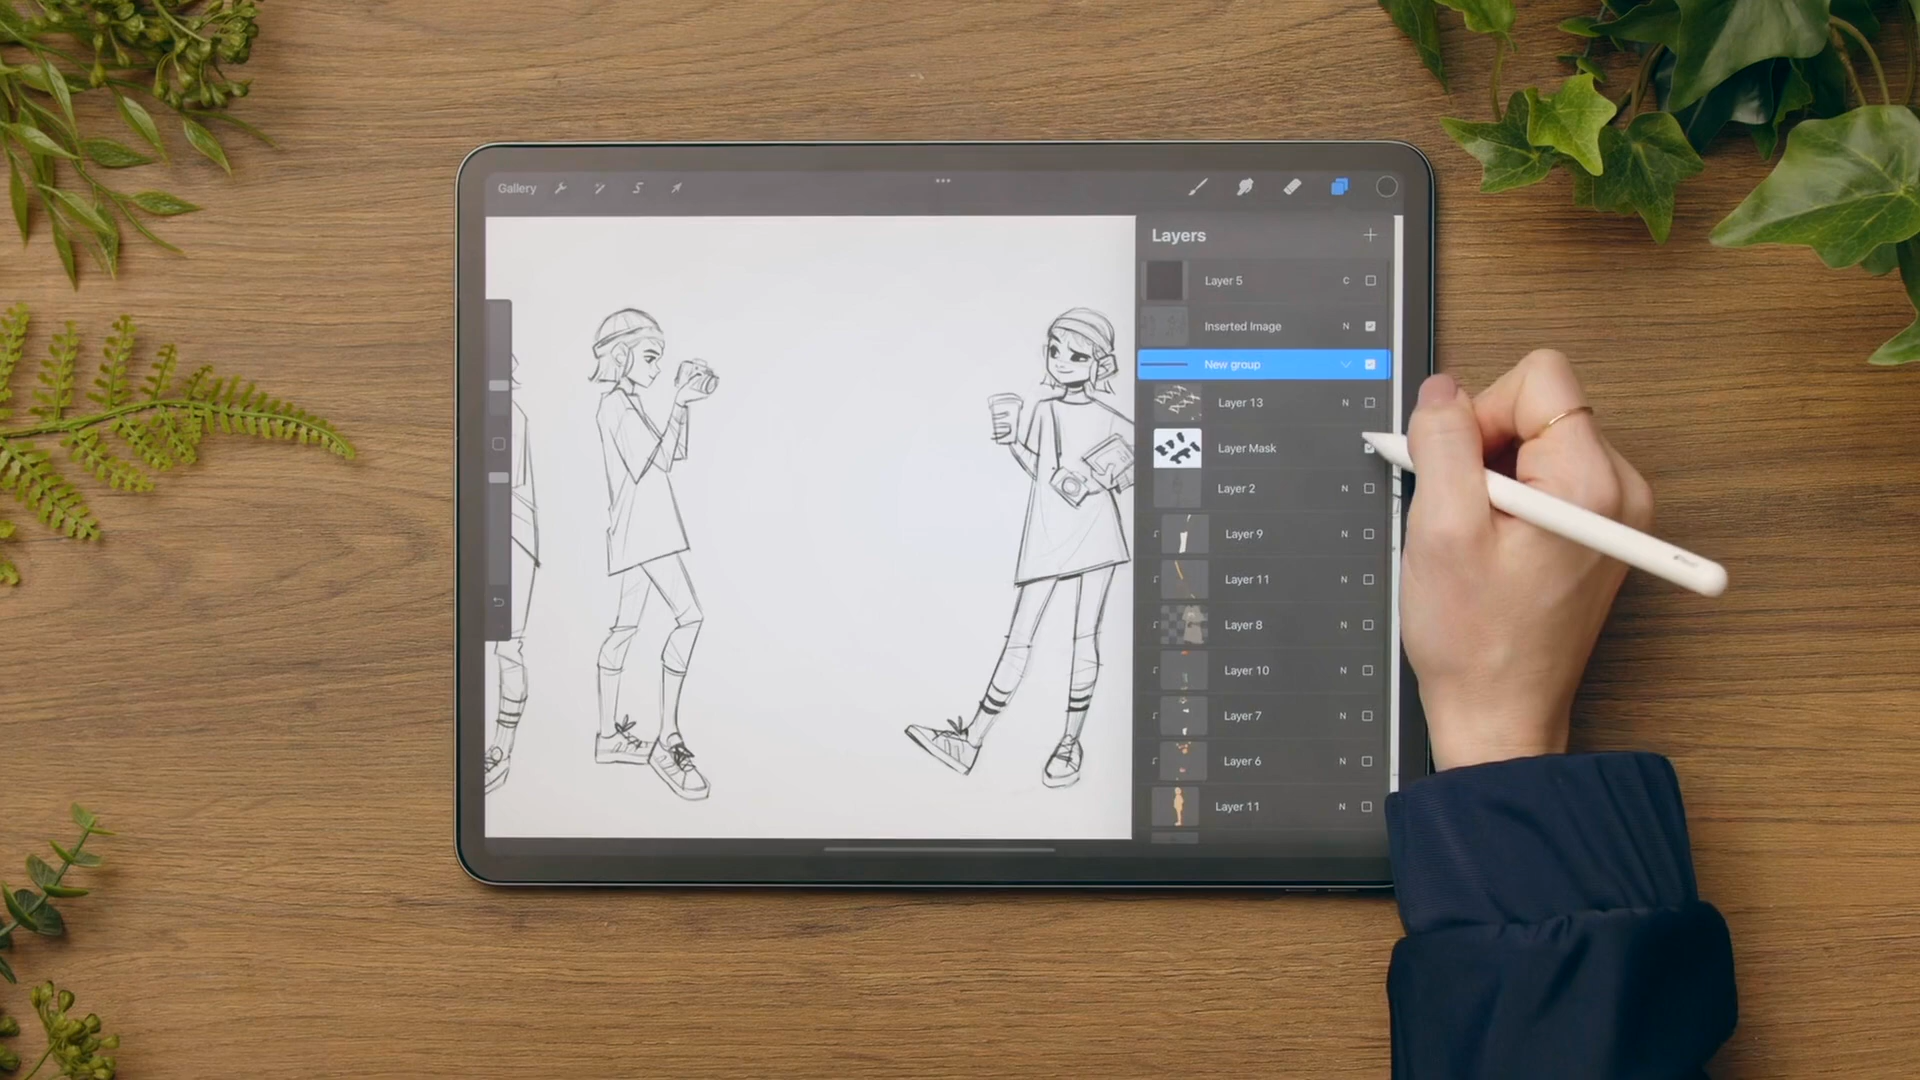 Gallery
Layers
Layer 5 C
Inserted Image N
New group
Layer 13 N
Layer Mask
Layer 2 N
Layer 9 N
Layer 11 N
Layer 8 N
Layer 10 N
Layer 7 N
Layer 6 N
Layer 11 N